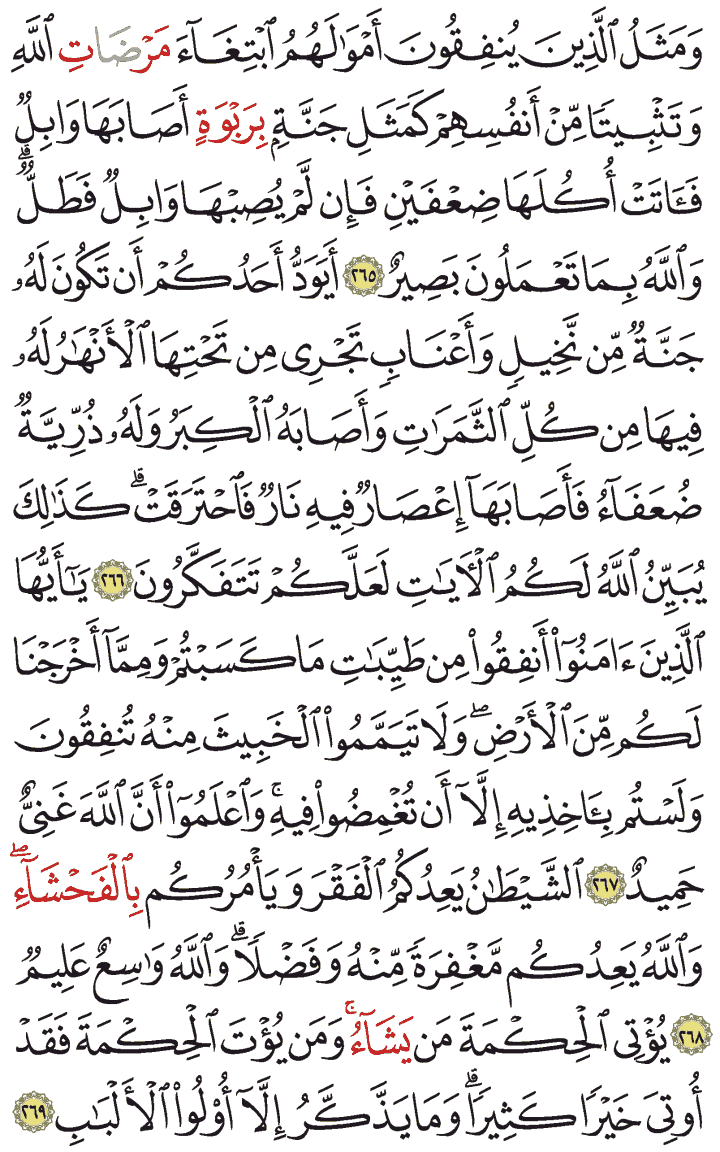 وَمَثَلُ ٱلَّذِينَ يُنفِقُونَ أَمۡوَٰلَهُمُ ٱبۡتِغَآءَ مَرۡضَاتِ ٱللَّهِ
وَتَثۡبِيتٗا مِّنۡ أَنفُسِهِمۡ كَمَثَلِ جَنَّةِۭ بِرَبۡوَةٍ أَصَابَهَا وَابِلٞ
فَـَٔاتَتۡ أُكُلَهَا ضِعۡفَيۡنِ فَإِن لَّمۡ يُصِبۡهَا وَابِلٞ فَطَلّٞۗ
وَٱللَّهُ بِمَا تَعۡمَلُونَ بَصِيرٌ ٢٦٥ أَيَوَدُّ أَحَدُكُمۡ أَن تَكُونَ لَهُۥ
جَنَّةٞ مِّن نَّخِيلٖ وَأَعۡنَابٖ تَجۡرِي مِن تَحۡتِهَا ٱلۡأَنۡهَٰرُ لَهُۥ
فِيهَا مِن كُلِّ ٱلثَّمَرَٰتِ وَأَصَابَهُ ٱلۡكِبَرُ وَلَهُۥ ذُرِّيَّةٞ
ضُعَفَآءُ فَأَصَابَهَآ إِعۡصَارٞ فِيهِ نَارٞ فَٱحۡتَرَقَتۡۗ كَذَٰلِكَ
يُبَيِّنُ ٱللَّهُ لَكُمُ ٱلۡأٓيَٰتِ لَعَلَّكُمۡ تَتَفَكَّرُونَ ٢٦٦ يَٰٓأَيُّهَا
ٱلَّذِينَ ءَامَنُوٓاْ أَنفِقُواْ مِن طَيِّبَٰتِ مَا كَسَبۡتُمۡ وَمِمَّآ أَخۡرَجۡنَا
لَكُم مِّنَ ٱلۡأَرۡضِۖ وَلَا تَيَمَّمُواْ ٱلۡخَبِيثَ مِنۡهُ تُنفِقُونَ
وَلَسۡتُم بِـَٔاخِذِيهِ إِلَّآ أَن تُغۡمِضُواْ فِيهِۚ وَٱعۡلَمُوٓاْ أَنَّ ٱللَّهَ غَنِيٌّ
حَمِيدٌ ٢٦٧ ٱلشَّيۡطَٰنُ يَعِدُكُمُ ٱلۡفَقۡرَ وَيَأۡمُرُكُم بِٱلۡفَحۡشَآءِۖ
وَٱللَّهُ يَعِدُكُم مَّغۡفِرَةٗ مِّنۡهُ وَفَضۡلٗاۗ وَٱللَّهُ وَٰسِعٌ عَلِيمٞ
٢٦٨ يُؤۡتِي ٱلۡحِكۡمَةَ مَن يَشَآءُۚ وَمَن يُؤۡتَ ٱلۡحِكۡمَةَ فَقَدۡ
أُوتِيَ خَيۡرٗا كَثِيرٗاۗ وَمَا يَذَّكَّرُ إِلَّآ أُوْلُواْ ٱلۡأَلۡبَٰبِ ٢٦٩